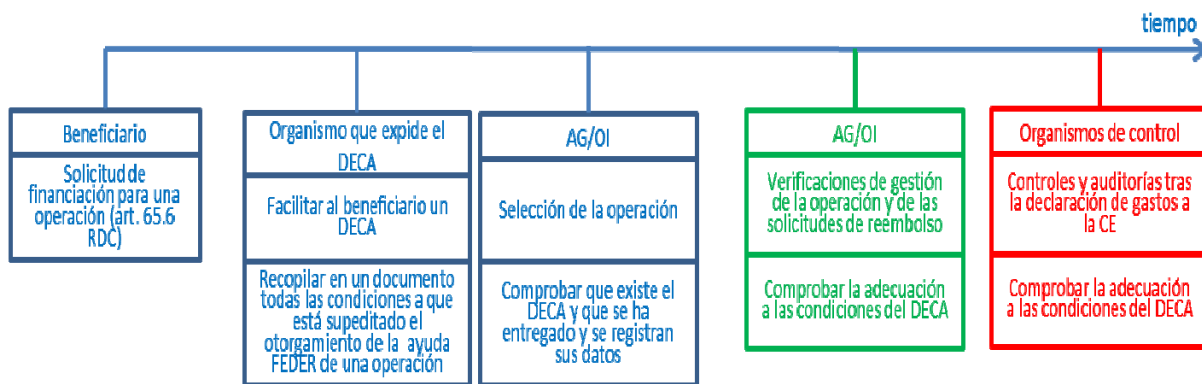 tiempo
Beneficiario
Solicitud de
financiación para una
operación (art. 65.6
RDC)
Organismo que expide el
DECA
Facilitar al beneficiario un
DECA
Recopilar en un documento
todas las condiciones a que
está supeditado el
otorgamiento de la ayuda
FEDER de una operación
AG/OI
Selección de la operación
Comprobar que existe el
DECA y que se ha
entregado y se registran
sus datos
AG/OI
Verificaciones de gestión
de la operación y de las
solicitudes de reembolso
Comprobar la adecuación
a las condiciones del DECA
Organismos de control
Controles y auditorías tras
la declaración de gastos a
la CE
Comprobar la adecuación
a las condiciones del DECA